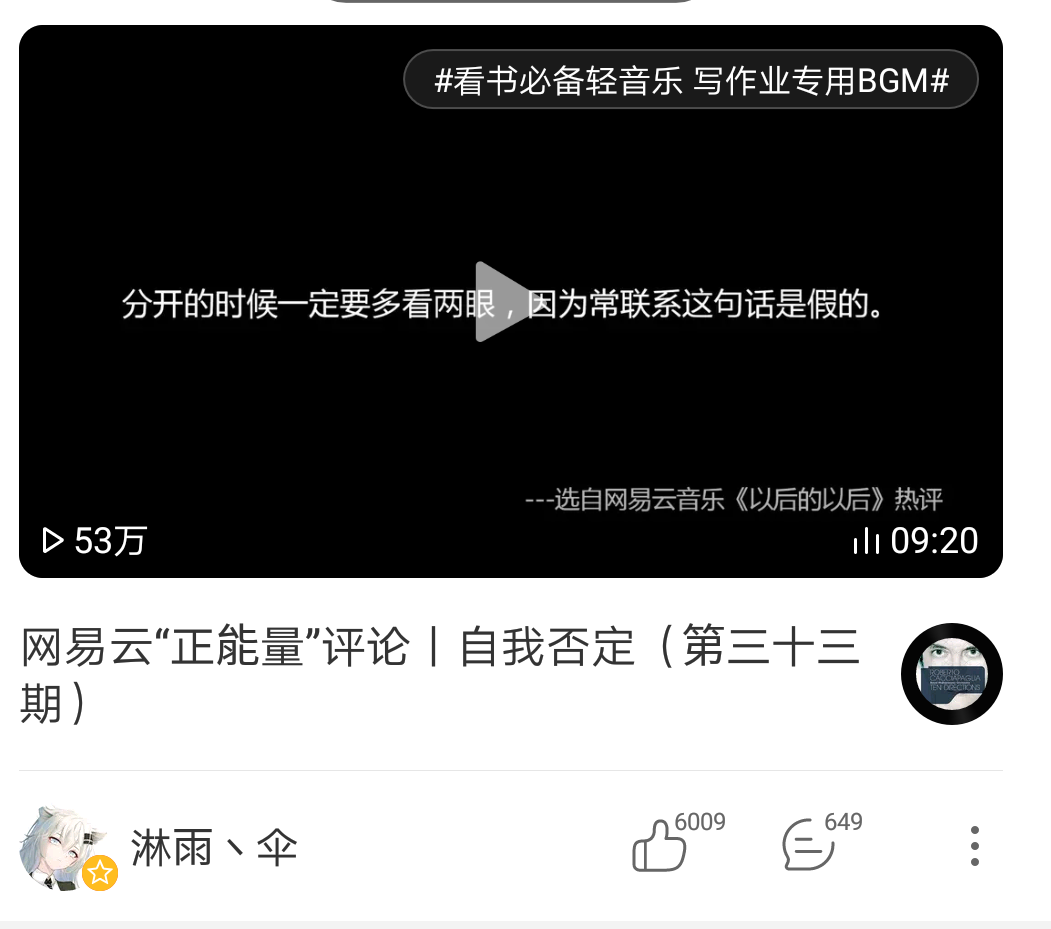 #看书必备轻音乐 写作业专用BGM#
分开的时候一定要多看两眼，因为常联系这句话是假的。
---选自网易云音乐《以后的以后》热评
53万
09:20
网易云“正能量”评论丨自我否定（第三十三
期）
ROBERTO
CACCIAPAGLIA
TEN DIRECTIONS
淋雨丶伞
6009
649